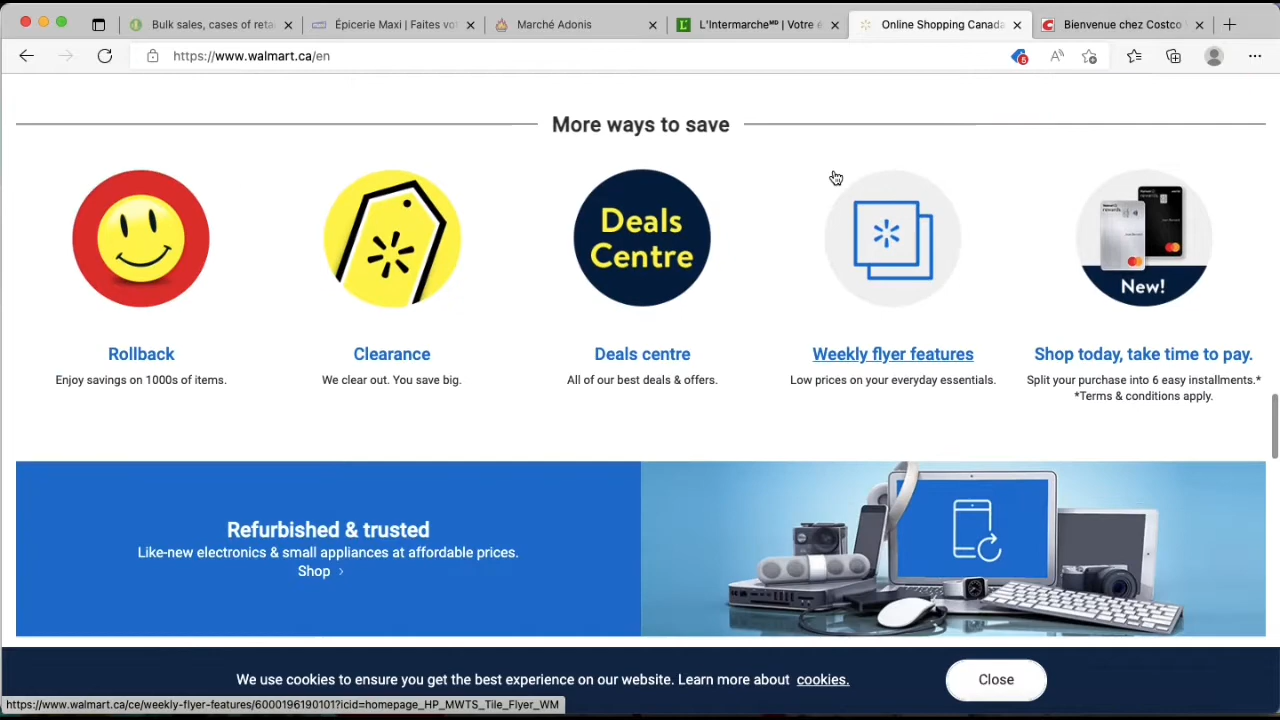 Bulk sales, cases of reta
Épicerie Maxi | Faites vo
Marché Adonis
L'Intermarcheᴹᴰ | Votre é
Online Shopping Canada
Bienvenue chez Costco
https://www.walmart.ca/en
6
More ways to save
Deals
Centre
New!
Rollback
Enjoy savings on 1000s of items.
Clearance
We clear out. You save big.
Deals centre
All of our best deals & offers.
Weekly flyer features
Low prices on your everyday essentials.
Shop today, take time to pay.
Split your purchase into 6 easy installments.*
*Terms & conditions apply.
Refurbished & trusted
Like-new electronics & small appliances at affordable prices.
Shop >
We use cookies to ensure you get the best experience on our website. Learn more about cookies.
Close
https://www.walmart.ca/ce/weekly-flyer-features/6000196190101?icid=homepage_HP_MWTS_Tile_Flyer_WM